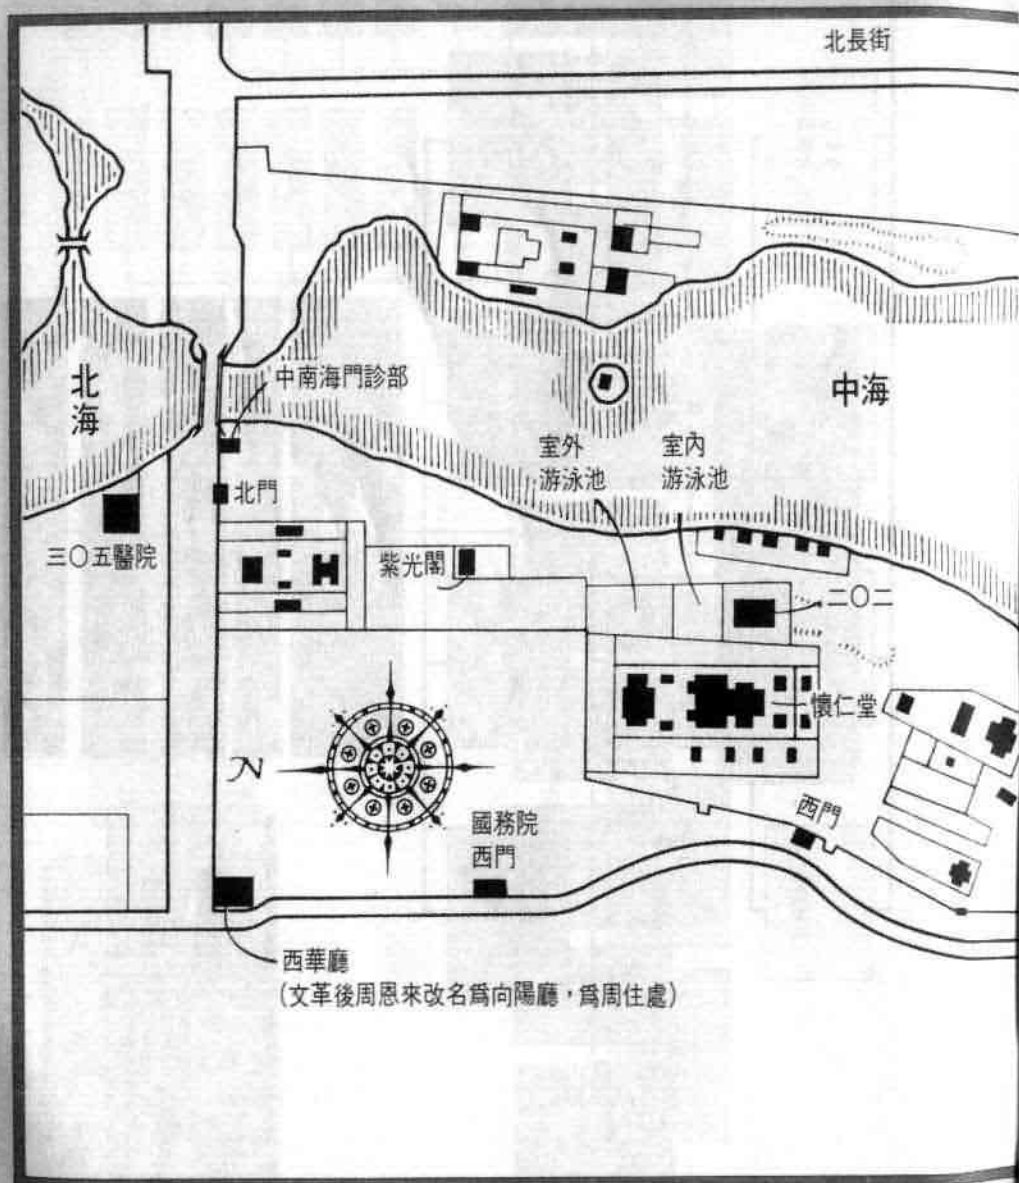 北長街
北
海
中南海門診部
中海
室外
游泳池
室內
游泳池
北門
三〇五醫院
紫光閣
二〇二
懷仁堂
N
國務院
西門
西門
西華廳
(文革後周恩來改名爲向陽廳,爲周住處)